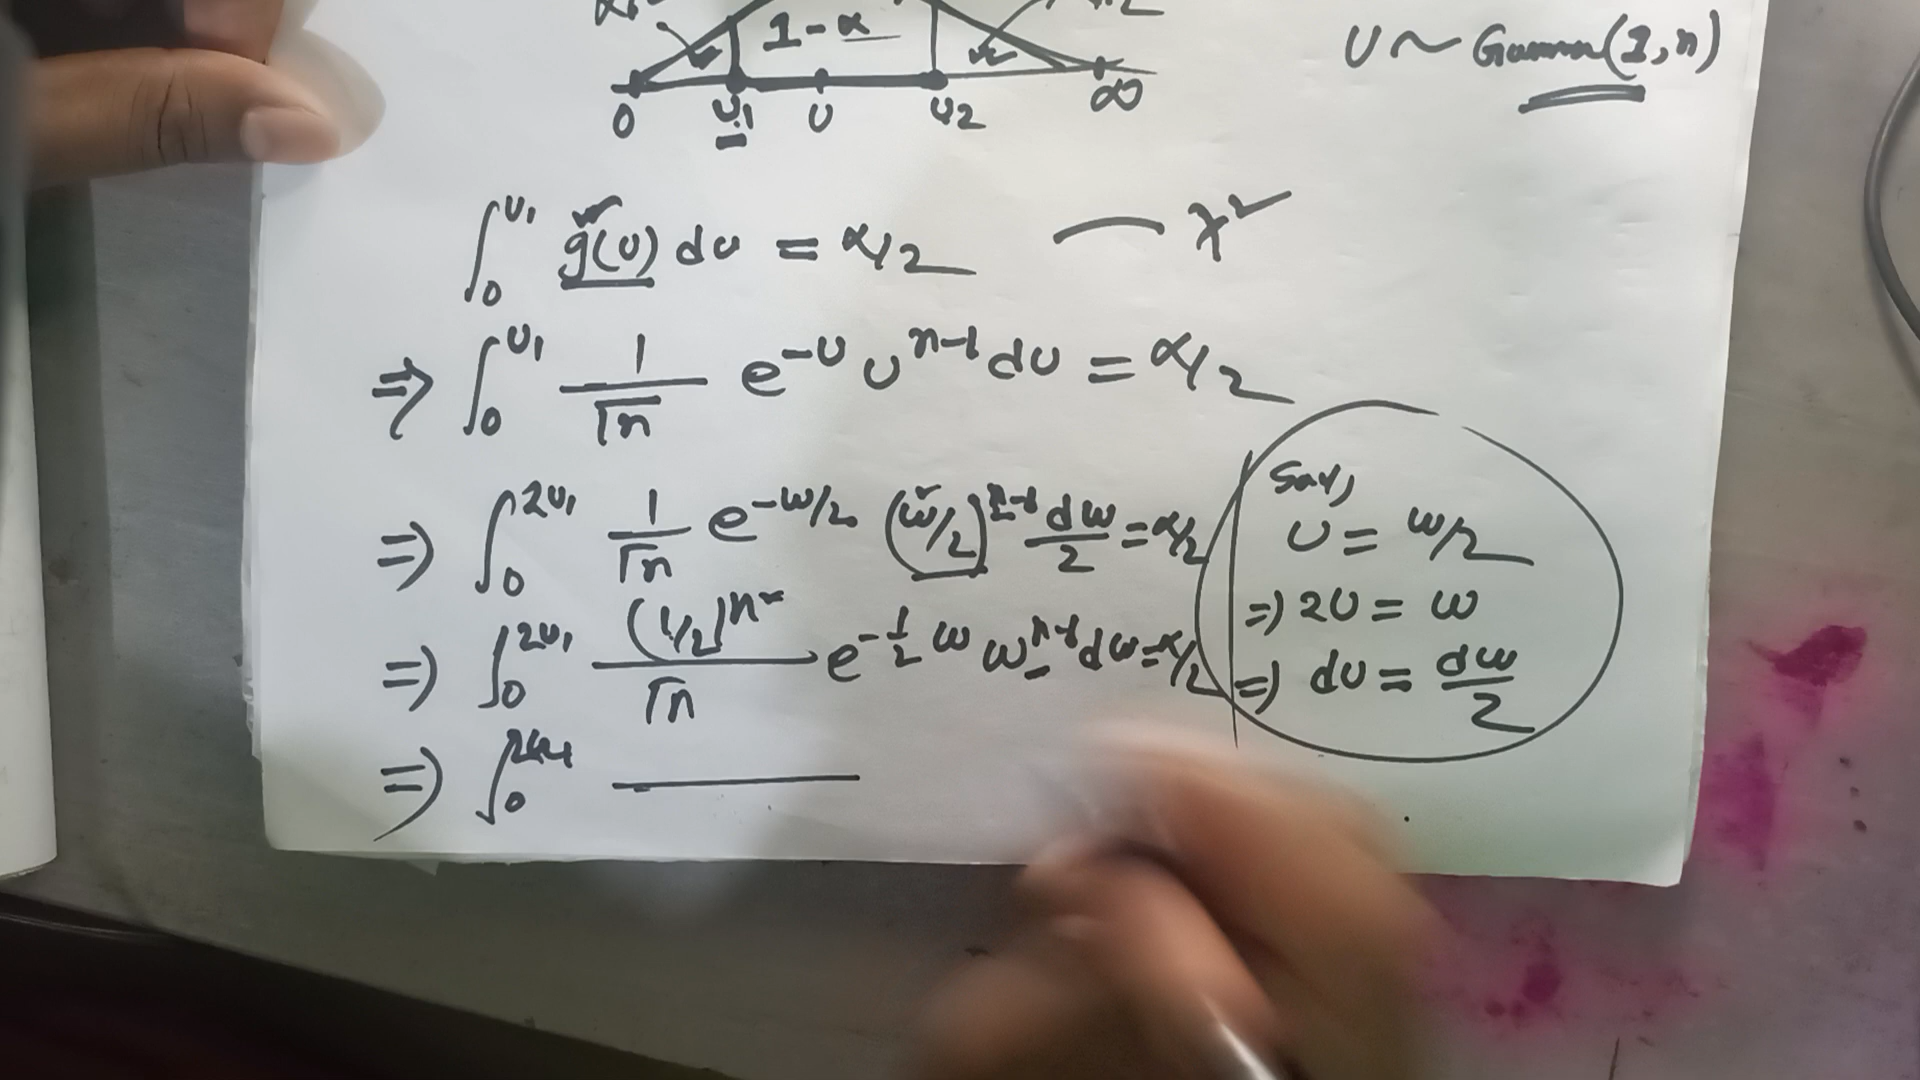 1-α
U ~ Gamma(1, n)
0 U₁ U U₂ ∞
∫₀^U₁ g(U) dU = α/2 — χ²
⇒ ∫₀^U₁ 1/Γn e^-U U^n-1 dU = α/2
⇒ ∫₀^2U₁ 1/Γn e^-w/2 (w/2)^n-1 dw/2 = α/2
⇒ ∫₀^2U₁ (1/2)^n/Γn e^-1/2 w w^n-1 dw = α/2
⇒ ∫₀^2U₁
Say,
U = w/2
⇒ 2U = w
⇒ dU = dw/2